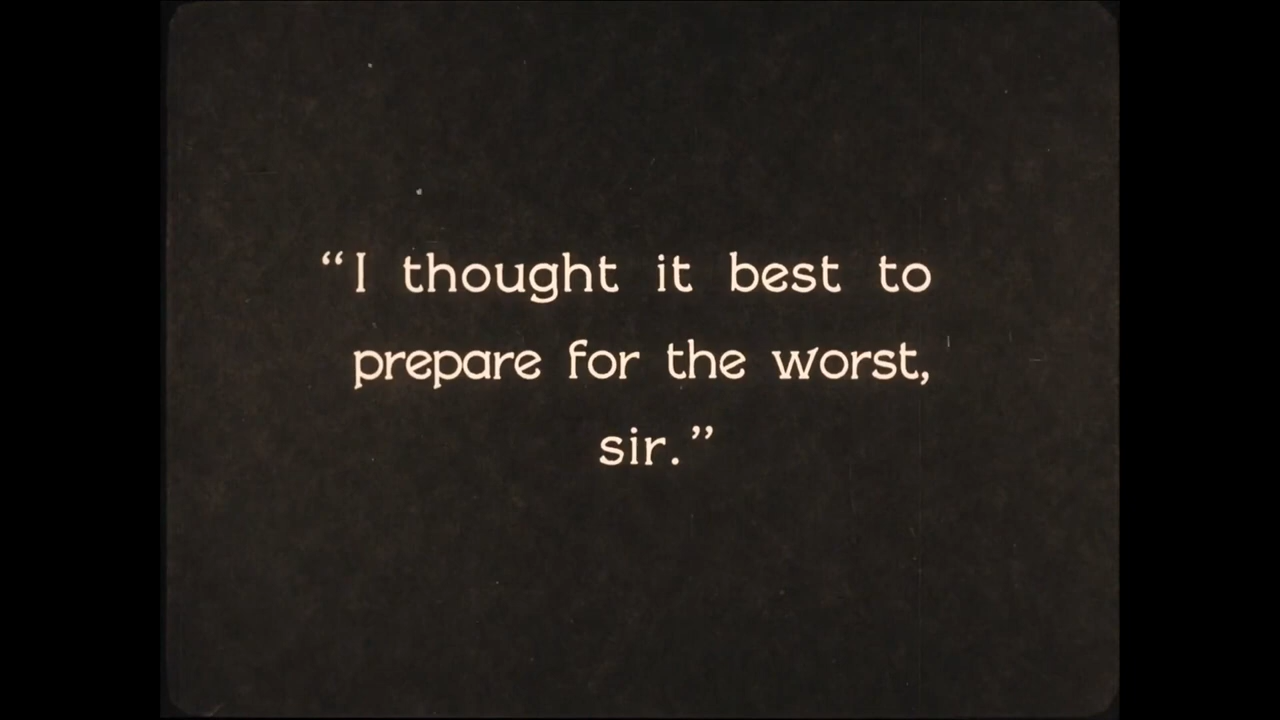 “I thought it best to
prepare for the worst,
sir.”